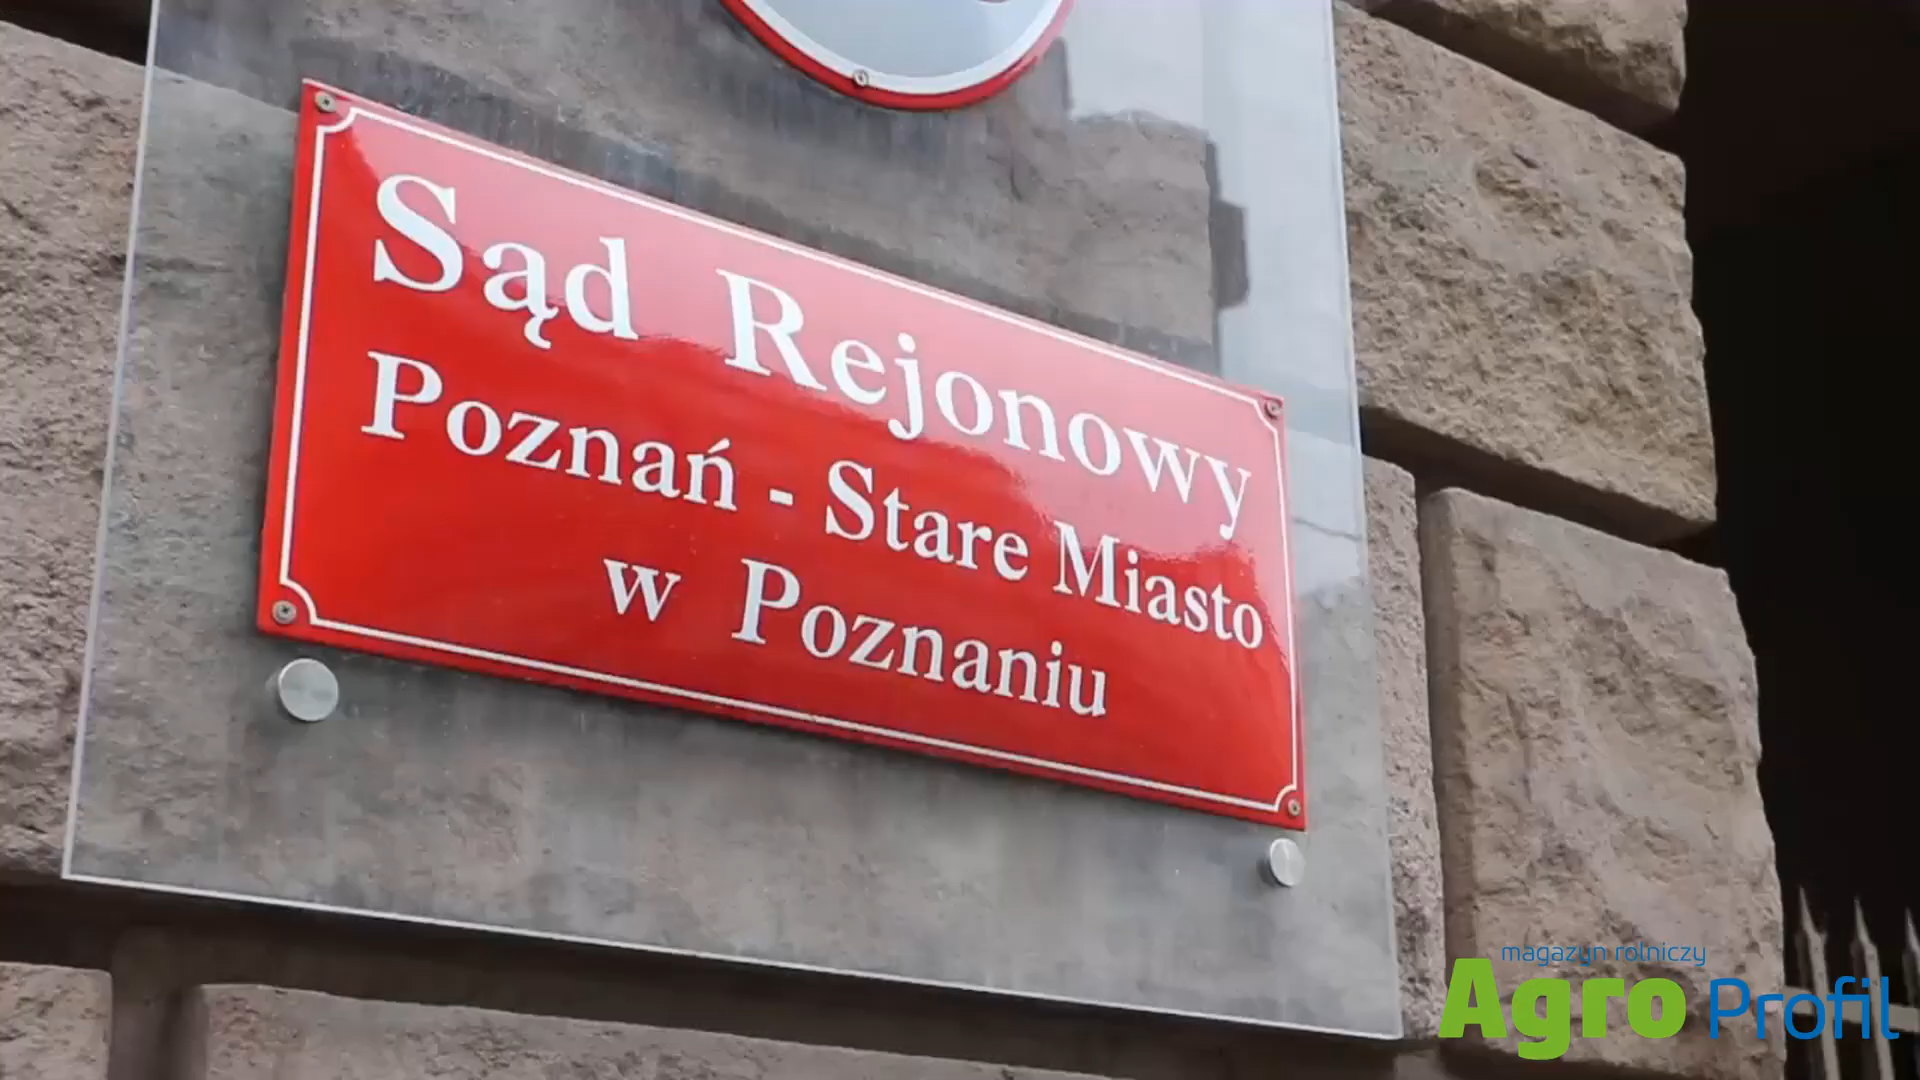 Sąd Rejonowy
Poznań - Stare Miasto
w Poznaniu
magazyn rolniczy
Agro Profil